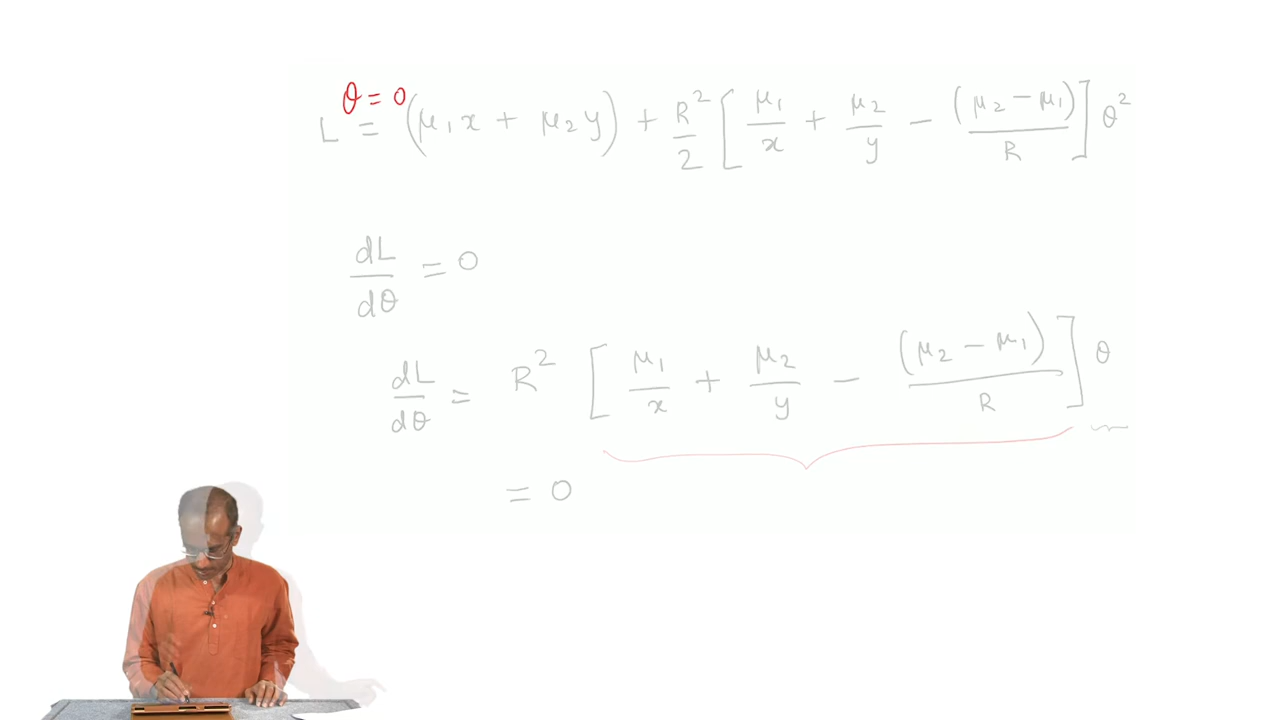 θ = 0
L = (μ₁x + μ₂y) + R²/2 [μ₁/x + μ₂/y − (μ₂ − μ₁)/R] θ²
dL/dθ = 0
dL/dθ = R² [μ₁/x + μ₂/y − (μ₂ − μ₁)/R] θ
= 0